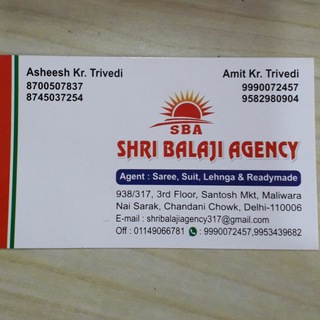 Asheesh Kr. Trivedi
8700507837
8745037254
Amit Kr. Trivedi
9990072457
9582980904
SBA
SHRI BALAJI AGENCY
Agent : Saree, Suit, Lehnga & Readymade
938/317, 3rd Floor, Santosh Mkt, Maliwara
Nai Sarak, Chandani Chowk, Delhi-110006
E-mail : shribalajiagency317@gmail.com
Off : 01149066781 : 9990072457,9953439682